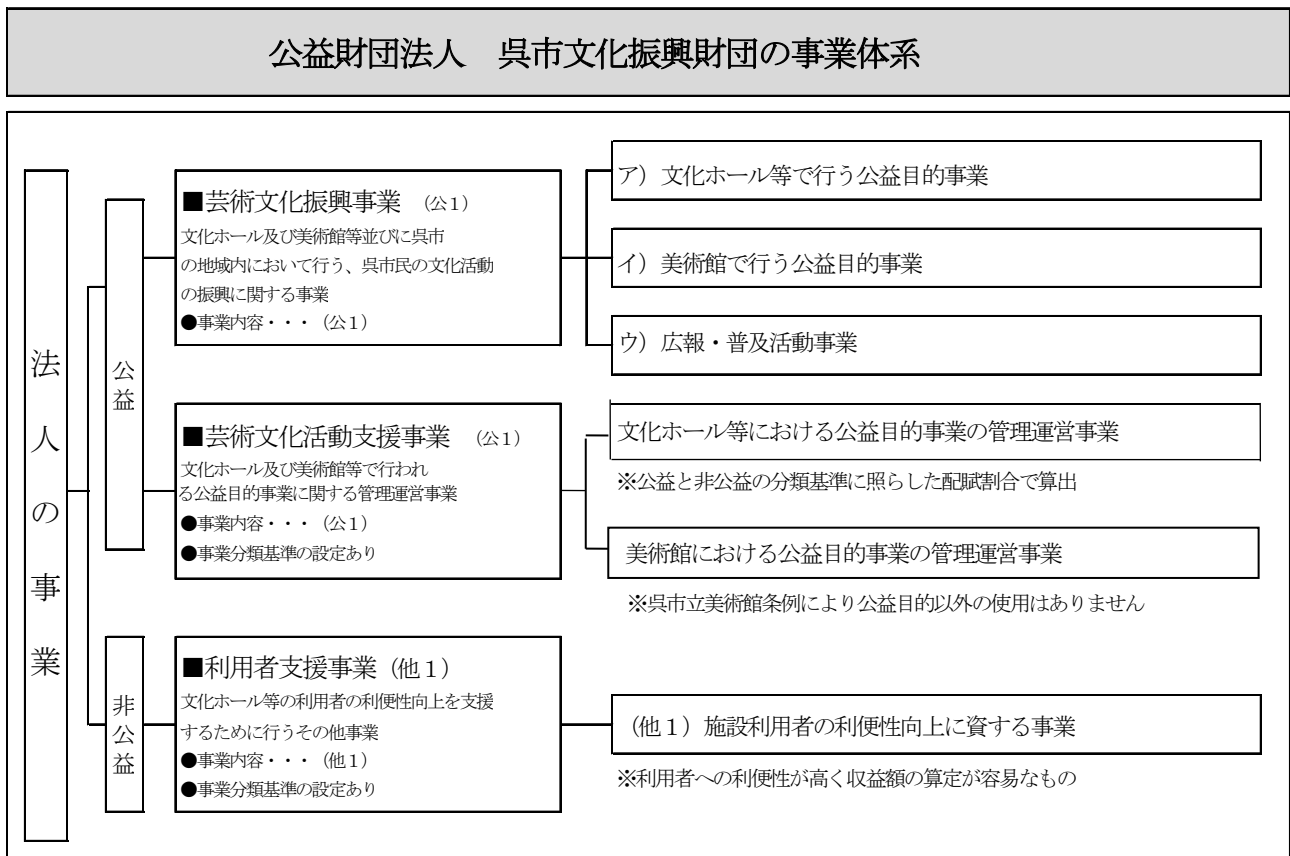 公益財団法人　呉市文化振興財団の事業体系
法人の事業
公益
■芸術文化振興事業　（公１）
文化ホール及び美術館等並びに呉市
の地域内において行う、呉市民の文化活動
の振興に関する事業
●事業内容・・・（公１）
ア）文化ホール等で行う公益目的事業
イ）美術館で行う公益目的事業
ウ）広報・普及活動事業
■芸術文化活動支援事業　（公１）
文化ホール及び美術館等で行われ
る公益目的事業に関する管理運営事業
●事業内容・・・（公１）
●事業分類基準の設定あり
文化ホール等における公益目的事業の管理運営事業
※公益と非公益の分類基準に照らした配賦割合で算出
美術館における公益目的事業の管理運営事業
※呉市立美術館条例により公益目的以外の使用はありません
非公益
■利用者支援事業（他１）
文化ホール等の利用者の利便性向上を支援
するために行うその他事業
●事業内容・・・（他１）
●事業分類基準の設定あり
（他１）施設利用者の利便性向上に資する事業
※利用者への利便性が高く収益額の算定が容易なもの